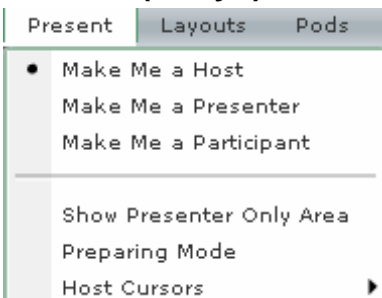 Present Layouts Pods
Make Me a Host
Make Me a Presenter
Make Me a Participant
Show Presenter Only Area
Preparing Mode
Host Cursors